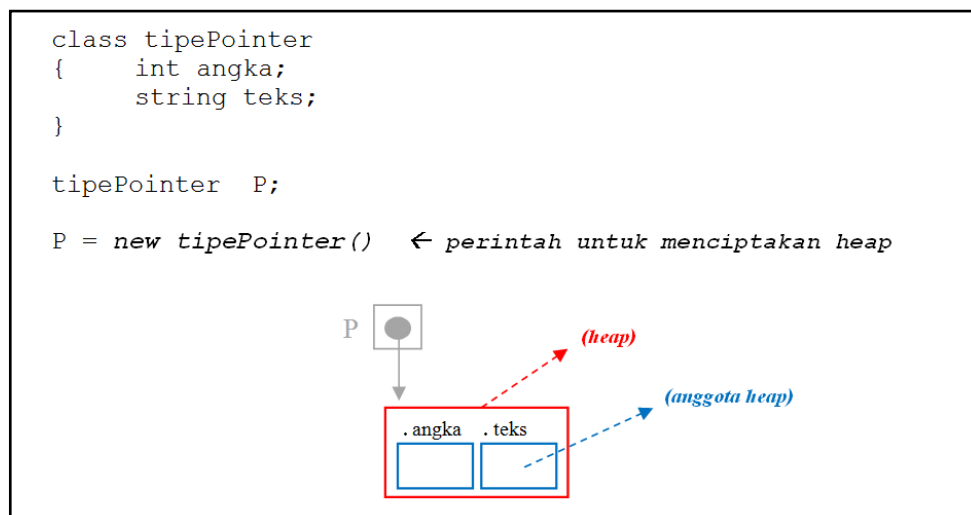 class tipePointer
{ int angka;
string teks;
}
tipePointer P;
P = new tipePointer() ← perintah untuk menciptakan heap
P
(heap)
(anggota heap)
.angka .teks